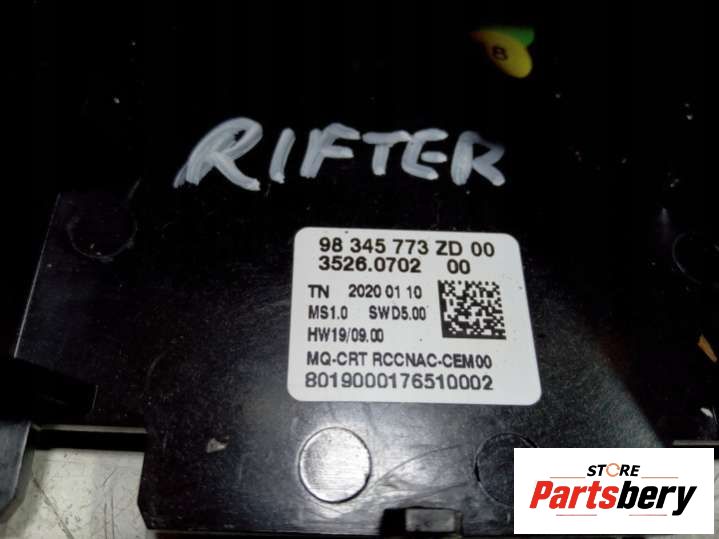 8
RIFTER
98 345 773 ZD 00
3526.0702 00
TN 2020 01 10
MS1.0 SWD5.00
HW19/09.00
MQ-CRT RCCNAC-CEM00
8019000176510002
STORE
Partsbery